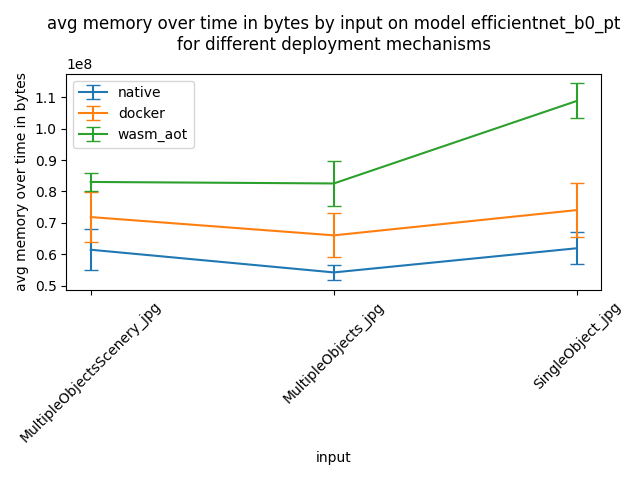 avg memory over time in bytes by input on model efficientnet_b0_pt
for different deployment mechanisms
1e8
avg memory over time in bytes
1.1
1.0
0.9
0.8
0.7
0.6
0.5
native
docker
wasm_aot
MultipleObjectsScenery_jpg
MultipleObjects_jpg
SingleObject_jpg
input